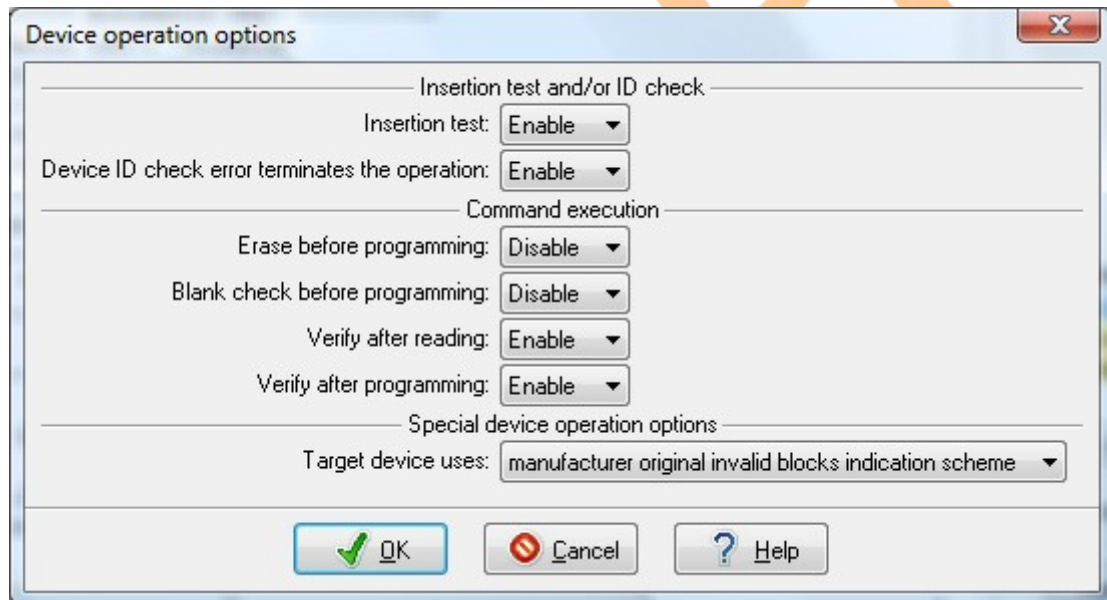 Device operation options
Insertion test and/or ID check
Insertion test: Enable
Device ID check error terminates the operation: Enable
Command execution
Erase before programming: Disable
Blank check before programming: Disable
Verify after reading: Enable
Verify after programming: Enable
Special device operation options
Target device uses: manufacturer original invalid blocks indication scheme
OK Cancel ? Help